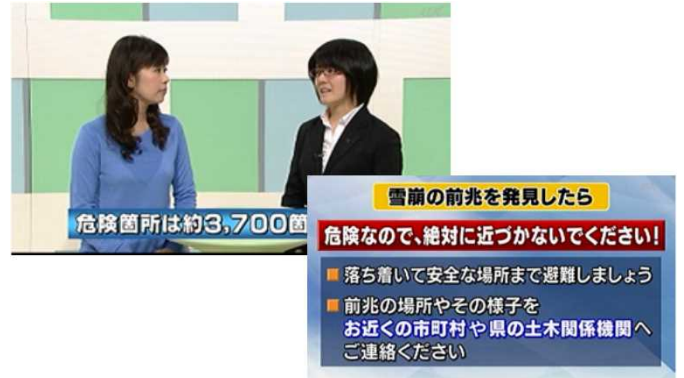 危険箇所は約3,700箇
雪崩の前兆を発見したら
危険なので、絶対に近づかないでください！
落ち着いて安全な場所まで避難しましょう
前兆の場所やその様子を
お近くの市町村や県の土木関係機関へ
ご連絡ください